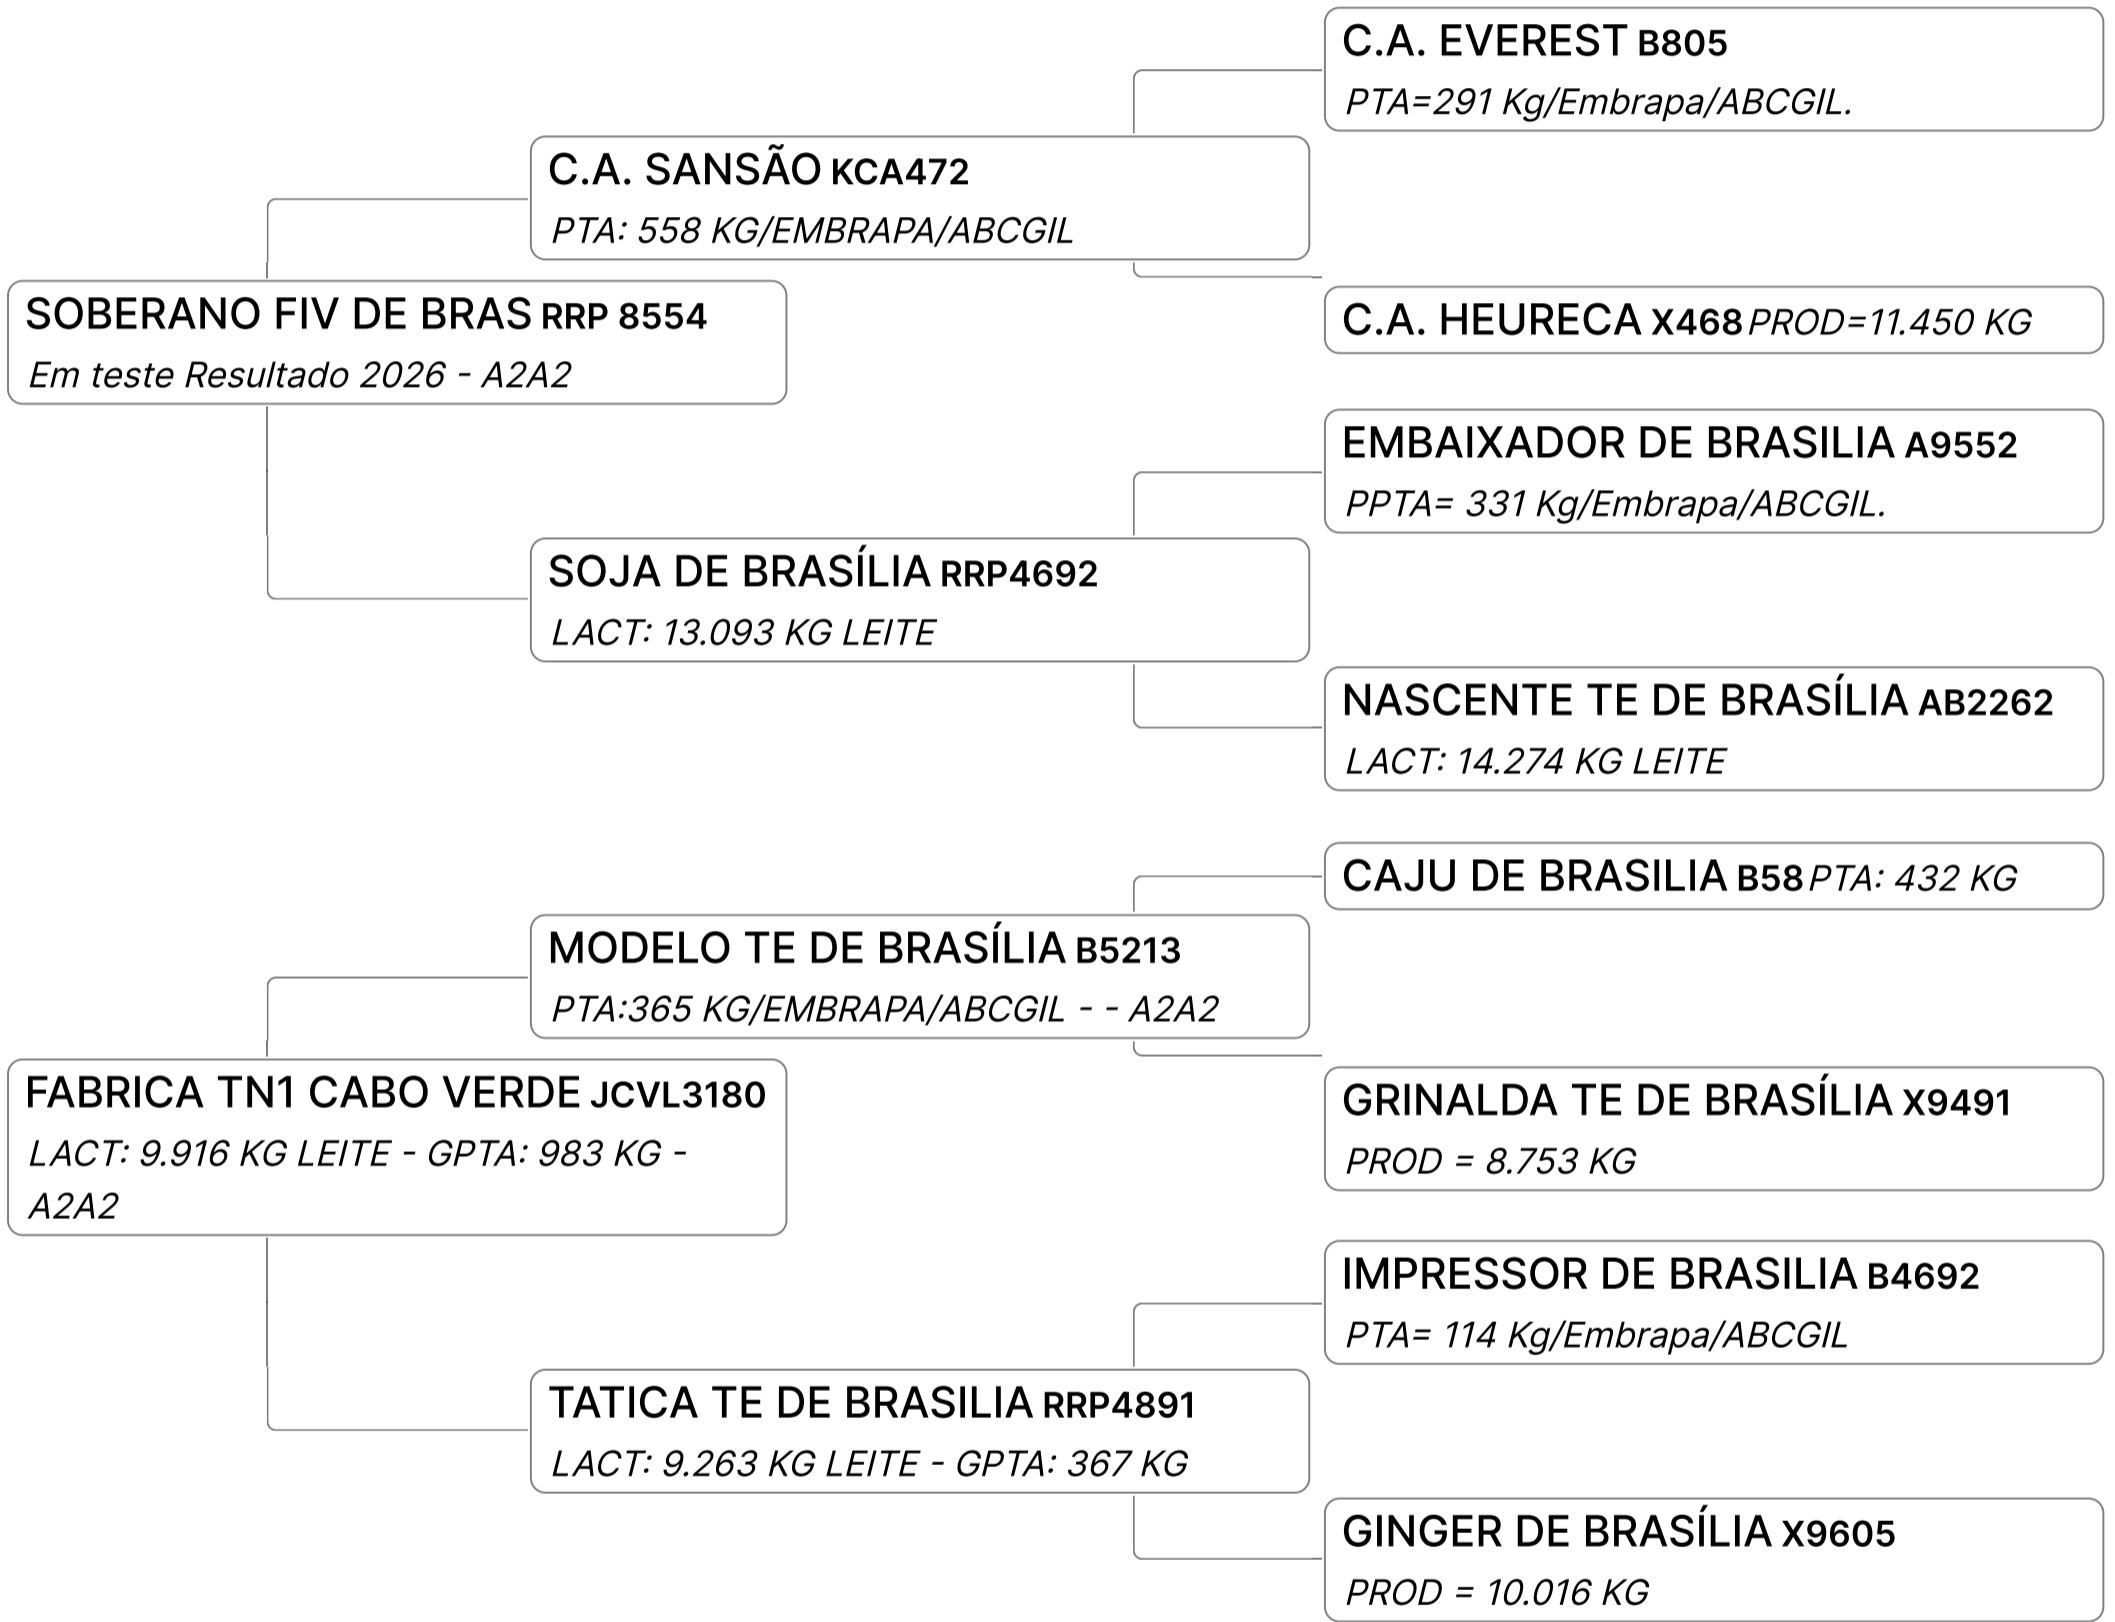 C.A. EVEREST B805
PTA=291 Kg/Embrapa/ABCGIL.
C.A. SANSÃO KCA472
PTA: 558 KG/EMBRAPA/ABCGIL
SOBERANO FIV DE BRAS RRP 8554
Em teste Resultado 2026 - A2A2
C.A. HEURECA X468 PROD=11.450 KG
EMBAIXADOR DE BRASILIA A9552
PPTA= 331 Kg/Embrapa/ABCGIL.
SOJA DE BRASÍLIA RRP4692
LACT: 13.093 KG LEITE
NASCENTE TE DE BRASÍLIA AB2262
LACT: 14.274 KG LEITE
CAJU DE BRASILIA B58 PTA: 432 KG
MODELO TE DE BRASÍLIA B5213
PTA:365 KG/EMBRAPA/ABCGIL - - A2A2
FABRICA TN1 CABO VERDE JCVL3180
LACT: 9.916 KG LEITE - GPTA: 983 KG -
A2A2
GRINALDA TE DE BRASÍLIA X9491
PROD = 8.753 KG
IMPRESSOR DE BRASILIA B4692
PTA= 114 Kg/Embrapa/ABCGIL
TATICA TE DE BRASILIA RRP4891
LACT: 9.263 KG LEITE - GPTA: 367 KG
GINGER DE BRASÍLIA X9605
PROD = 10.016 KG